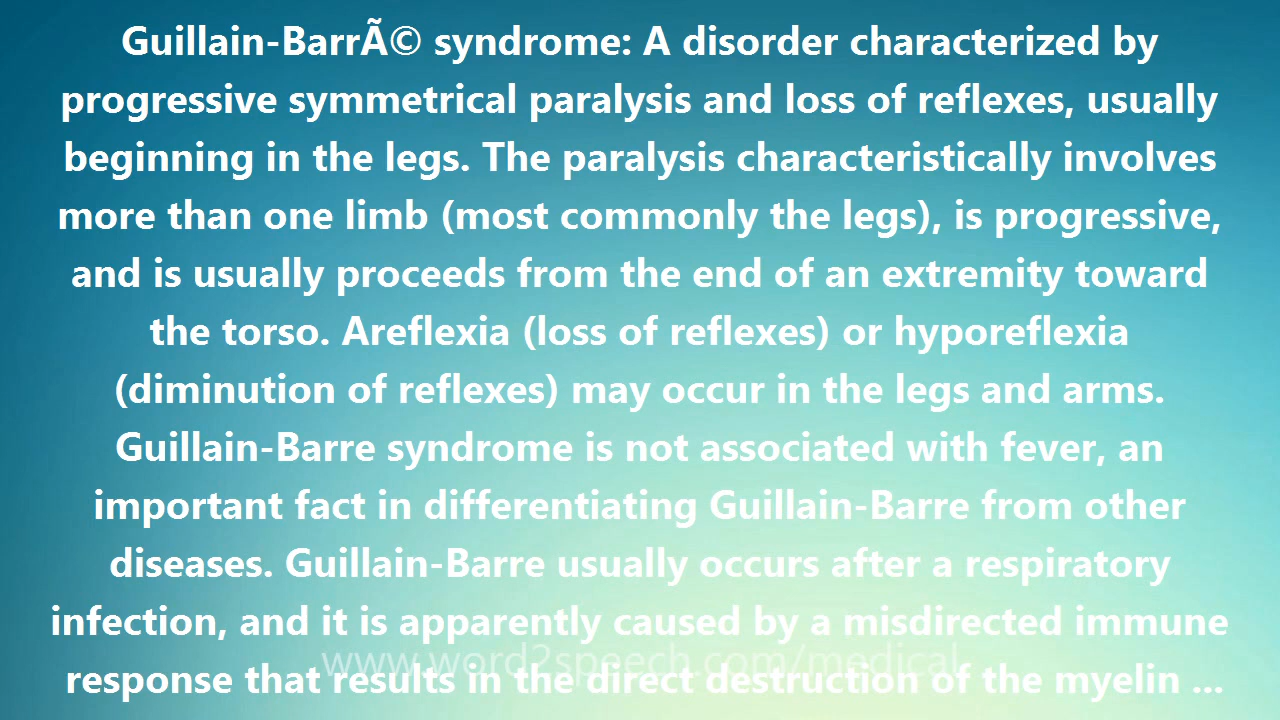 Guillain-BarrÃ© syndrome: A disorder characterized by
progressive symmetrical paralysis and loss of reflexes, usually
beginning in the legs. The paralysis characteristically involves
more than one limb (most commonly the legs), is progressive,
and is usually proceeds from the end of an extremity toward
the torso. Areflexia (loss of reflexes) or hyporeflexia
(diminution of reflexes) may occur in the legs and arms.
Guillain-Barre syndrome is not associated with fever, an
important fact in differentiating Guillain-Barre from other
diseases. Guillain-Barre usually occurs after a respiratory
infection, and it is apparently caused by a misdirected immune
www.word2speech.com/medical
response that results in the direct destruction of the myelin ...